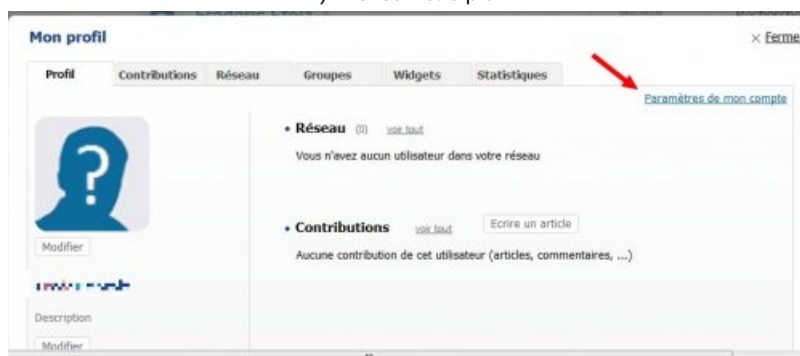 Mon profil
× Ferme
Profil Contributions Réseau Groupes Widgets Statistiques
Paramètres de mon compte
• Réseau (0) voir tout
Vous n'avez aucun utilisateur dans votre réseau
• Contributions voir tout Ecrire un article
Aucune contribution de cet utilisateur (articles, commentaires, ...)
Modifier
Description
Modifier